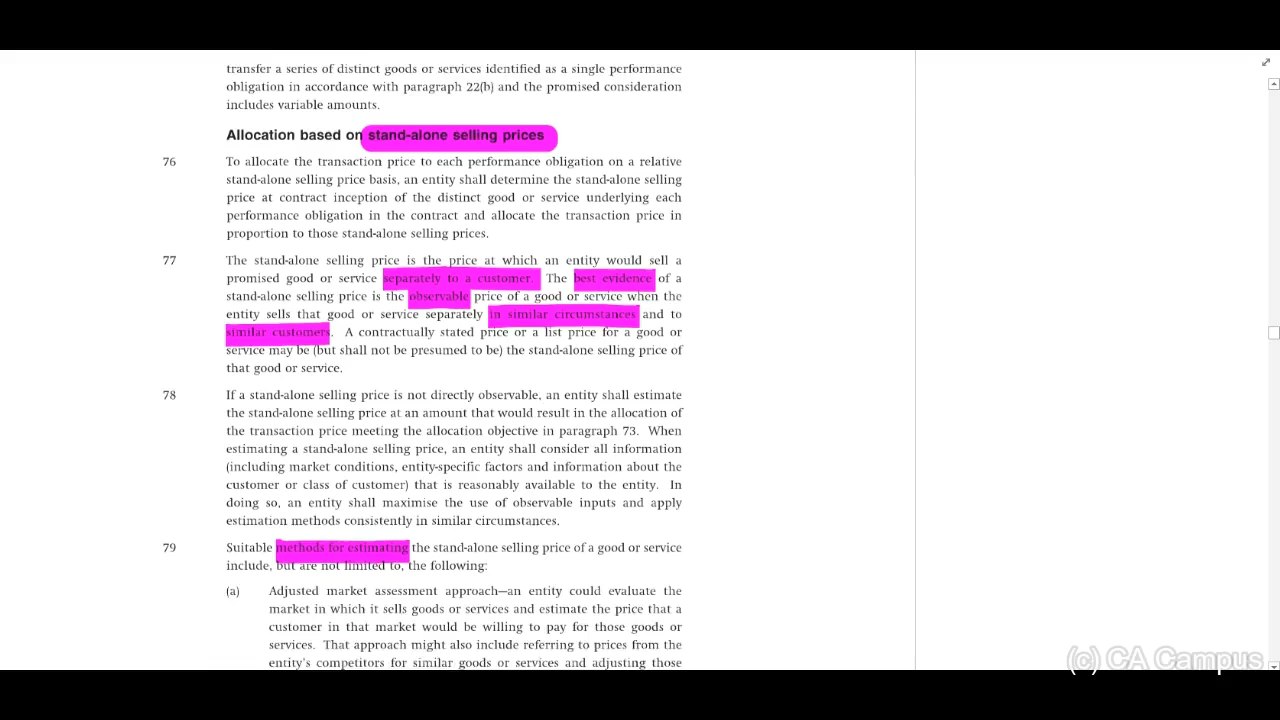 transfer a series of distinct goods or services identified as a single performance
obligation in accordance with paragraph 22(b) and the promised consideration
includes variable amounts.
Allocation based on stand-alone selling prices
76 To allocate the transaction price to each performance obligation on a relative
stand-alone selling price basis, an entity shall determine the stand-alone selling
price at contract inception of the distinct good or service underlying each
performance obligation in the contract and allocate the transaction price in
proportion to those stand-alone selling prices.
77 The stand-alone selling price is the price at which an entity would sell a
promised good or service separately to a customer. The best evidence of a
stand-alone selling price is the observable price of a good or service when the
entity sells that good or service separately in similar circumstances and to
similar customers. A contractually stated price or a list price for a good or
service may be (but shall not be presumed to be) the stand-alone selling price of
that good or service.
78 If a stand-alone selling price is not directly observable, an entity shall estimate
the stand-alone selling price at an amount that would result in the allocation of
the transaction price meeting the allocation objective in paragraph 73. When
estimating a stand-alone selling price, an entity shall consider all information
(including market conditions, entity-specific factors and information about the
customer or class of customer) that is reasonably available to the entity. In
doing so, an entity shall maximise the use of observable inputs and apply
estimation methods consistently in similar circumstances.
79 Suitable methods for estimating the stand-alone selling price of a good or service
include, but are not limited to, the following:
(a) Adjusted market assessment approach—an entity could evaluate the
market in which it sells goods or services and estimate the price that a
customer in that market would be willing to pay for those goods or
services. That approach might also include referring to prices from the
entity's competitors for similar goods or services and adjusting those
(c) CA Campus